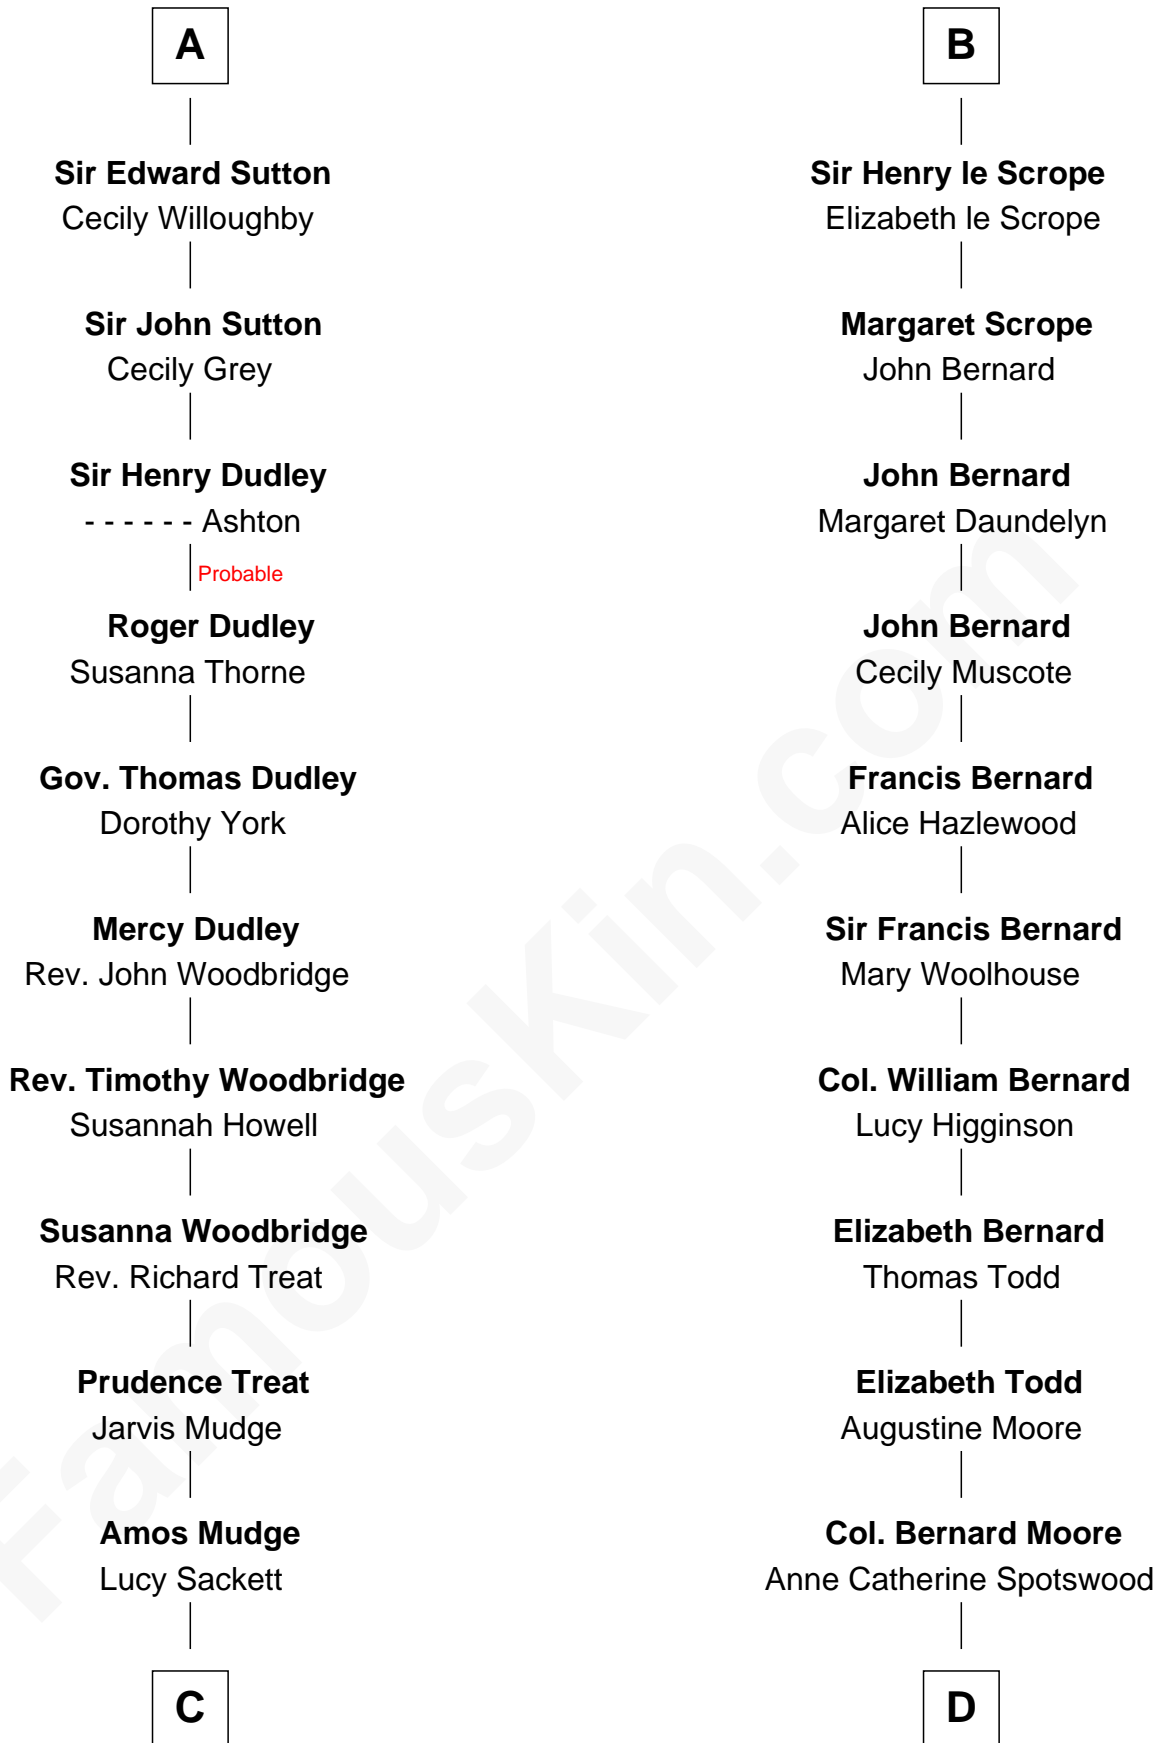 A
Sir Edward Sutton
Cecily Willoughby
Sir John Sutton
Cecily Grey
Sir Henry Dudley
- - - - - - Ashton
Probable
Roger Dudley
Susanna Thorne
Gov. Thomas Dudley
Dorothy York
Mercy Dudley
Rev. John Woodbridge
Rev. Timothy Woodbridge
Susannah Howell
Susanna Woodbridge
Rev. Richard Treat
Prudence Treat
Jarvis Mudge
Amos Mudge
Lucy Sackett
C
B
Sir Henry le Scrope
Elizabeth le Scrope
Margaret Scrope
John Bernard
John Bernard
Margaret Daundelyn
John Bernard
Cecily Muscote
Francis Bernard
Alice Hazlewood
Sir Francis Bernard
Mary Woolhouse
Col. William Bernard
Lucy Higginson
Elizabeth Bernard
Thomas Todd
Elizabeth Todd
Augustine Moore
Col. Bernard Moore
Anne Catherine Spotswood
D
FamousKin.com